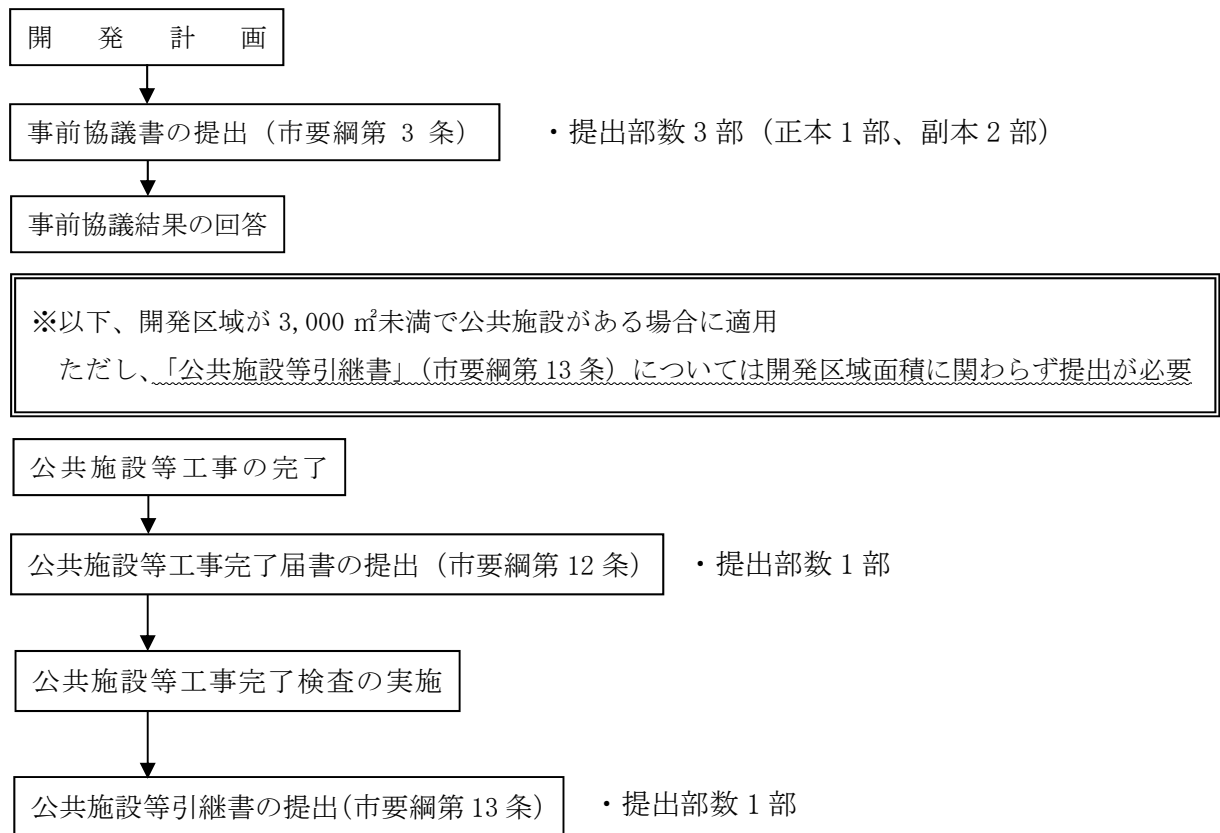 開発計画
事前協議書の提出（市要綱第 3 条） ・提出部数 3 部（正本 1 部、副本 2 部）
事前協議結果の回答
※以下、開発区域が 3,000 ㎡未満で公共施設がある場合に適用
ただし、「公共施設等引継書」（市要綱第 13 条）については開発区域面積に関わらず提出が必要
公共施設等工事の完了
公共施設等工事完了届書の提出（市要綱第 12 条） ・提出部数 1 部
公共施設等工事完了検査の実施
公共施設等引継書の提出（市要綱第 13 条） ・提出部数 1 部